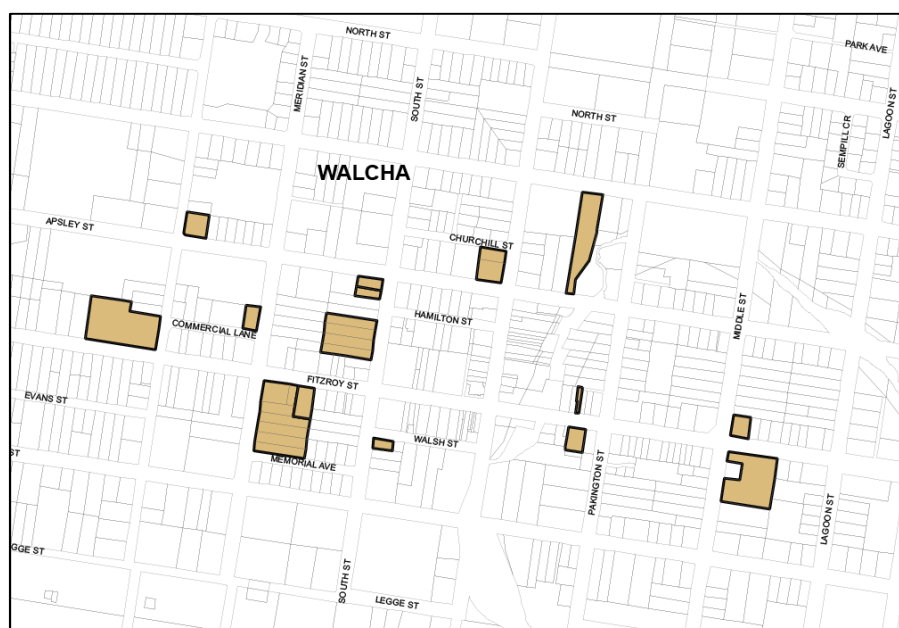 NORTH ST
PARK AVE
MERIDIAN ST
SOUTH ST
NORTH ST
LAGOON ST
SEMPILL CR
WALCHA
APSLEY ST
CHURCHILL ST
HAMILTON ST
MIDDLE ST
COMMERCIAL LANE
FITZROY ST
EVANS ST
WALSH ST
ST
MEMORIAL AVE
PAKINGTON ST
LAGOON ST
GGE ST
SOUTH ST
LEGGE ST